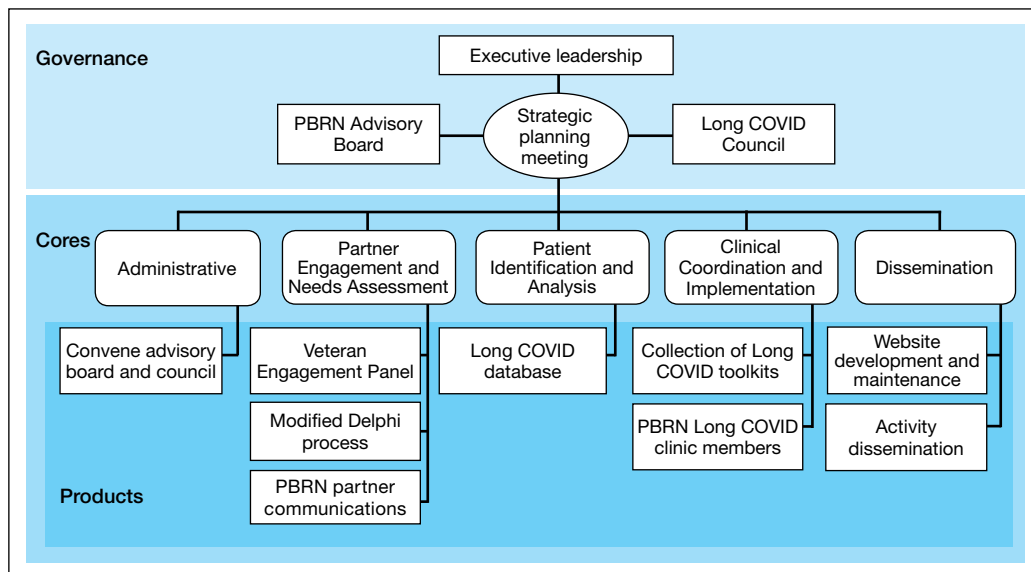 Governance
Executive leadership
PBRN Advisory
Board
Strategic
planning
meeting
Long COVID
Council
Cores
Administrative
Partner
Engagement and
Needs Assessment
Patient
Identification and
Analysis
Clinical
Coordination and
Implementation
Dissemination
Convene advisory
board and council
Veteran
Engagement Panel
Modified Delphi
process
PBRN partner
communications
Long COVID
database
Collection of Long
COVID toolkits
PBRN Long COVID
clinic members
Website
development and
maintenance
Activity
dissemination
Products